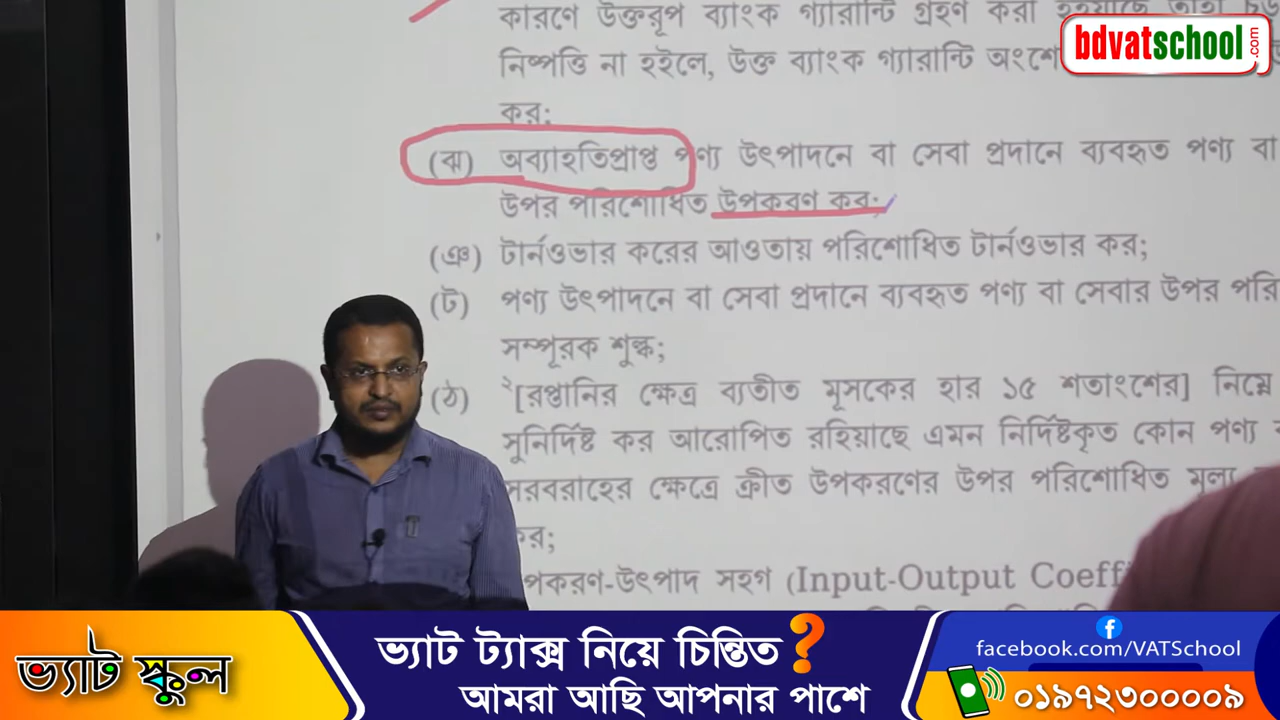 কারণে উক্তরূপ ব্যাংক গ্যারান্টি গ্রহণ করা হইয়াছে তাহা
bdvatschool.com
নিষ্পত্তি না হইলে, উক্ত ব্যাংক গ্যারান্টি
কর;
(ঝ) অব্যাহতিপ্রাপ্ত পণ্য উৎপাদনে বা সেবা প্রদানে ব্যবহৃত পণ্য বা
উপর পরিশোধিত উপকরণ কর;
(ঞ) টার্নওভার করের আওতায় পরিশোধিত টার্নওভার কর;
(ট) পণ্য উৎপাদনে বা সেবা প্রদানে ব্যবহৃত পণ্য বা সেবার উপর পরি
সম্পূরক শুল্ক;
(ঠ) ২[রপ্তানির ক্ষেত্র ব্যতীত মূসকের হার ১৫ শতাংশের] নিম্নে
সুনির্দিষ্ট কর আরোপিত রহিয়াছে এমন নির্দিষ্টকৃত কোন পণ্য
সরবরাহের ক্ষেত্রে ক্রীত উপকরণের উপর পরিশোধিত মূল্য
কর;
পকরণ-উৎপাদ সহগ (Input-Output Coeff
ভ্যাট স্কুল
ভ্যাট ট্যাক্স নিয়ে চিন্তিত?
আমরা আছি আপনার পাশে
facebook.com/VATSchool
০১৯৭২৩০০০০৯